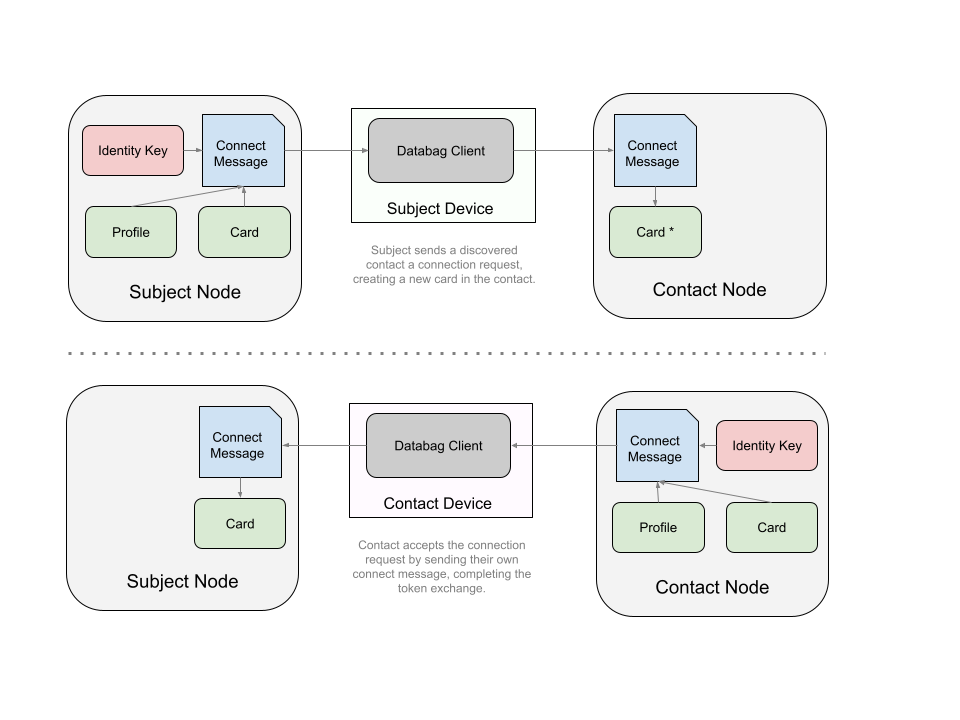 Identity Key
Connect
Message
Profile
Card
Subject Node
Databag Client
Subject Device
Subject sends a discovered
contact a connection request,
creating a new card in the contact.
Connect
Message
Card *
Contact Node
Connect
Message
Card
Subject Node
Databag Client
Contact Device
Contact accepts the connection
request by sending their own
connect message, completing the
token exchange.
Connect
Message
Identity Key
Profile
Card
Contact Node